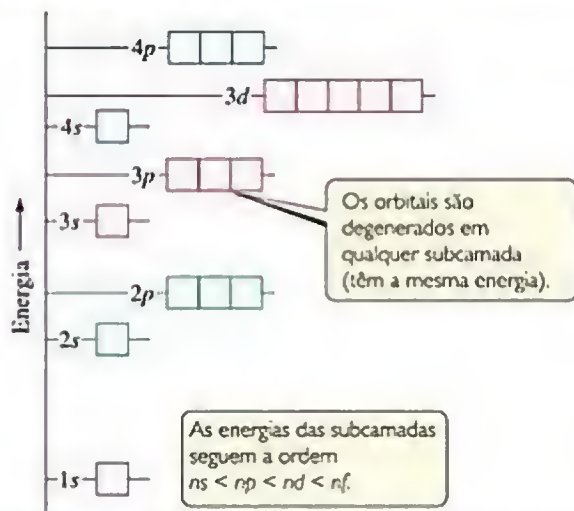 4p
3d
4s
3p
Os orbitais são
degenerados em
qualquer subcamada
(têm a mesma energia).
3s
Energia
2p
2s
As energias das subcamadas
seguem a ordem
ns < np < nd < nf.
1s